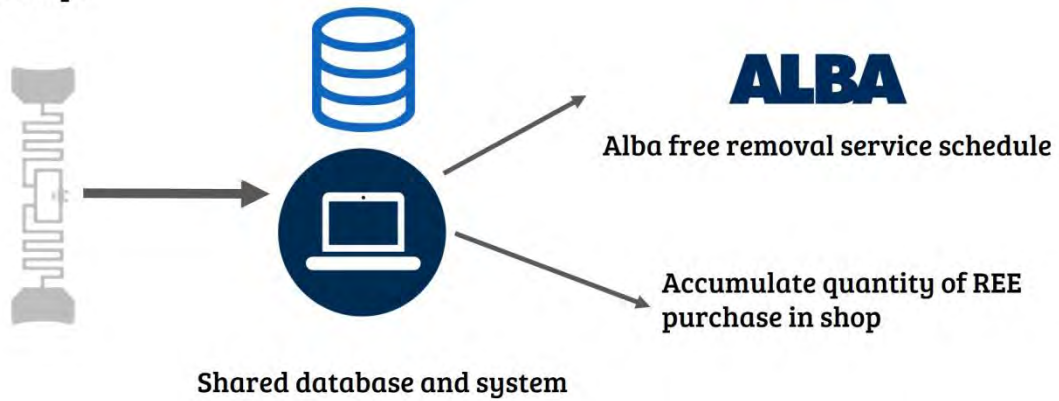 ALBA
Alba free removal service schedule
Accumulate quantity of REE
purchase in shop
Shared database and system